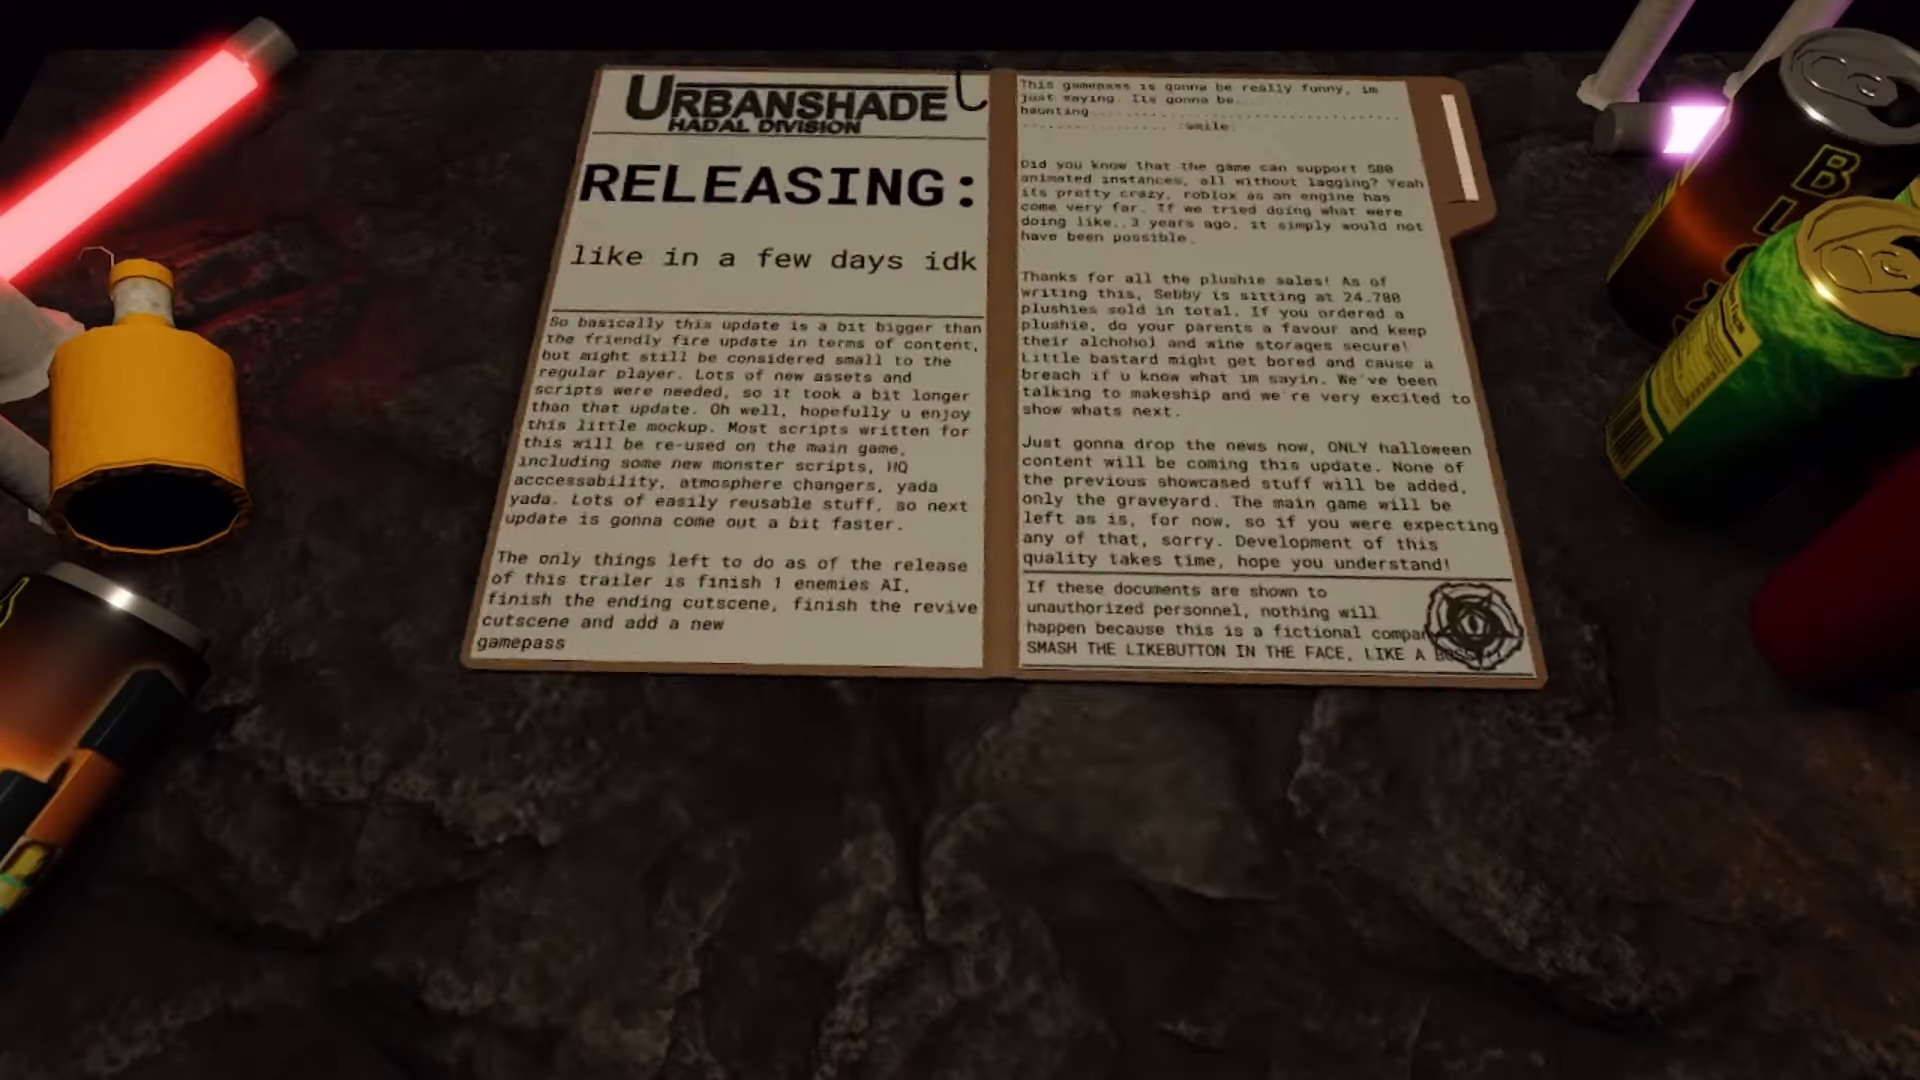 URBANSHADE
HADAL DIVISION
RELEASING:
like in a few days idk
So basically this update is a bit bigger than
the friendly fire update in terms of content,
but might still be considered small to the
regular player. Lots of new assets and
scripts were needed, so it took a bit longer
than that update. Oh well, hopefully u enjoy
this little mockup. Most scripts written for
this will be re-used on the main game,
including some new monster scripts, HQ
acccessability, atmosphere changers, yada
yada. Lots of easily reusable stuff, so next
update is gonna come out a bit faster.
The only things left to do as of the release
of this trailer is finish 1 enemies AI,
finish the ending cutscene, finish the revive
cutscene and add a new
gamepass
This gamepass is gonna be really funny, im
just saying. Its gonna be.......
haunting.......................................
.................. :smile:
Did you know that the game can support 500
animated instances, all without lagging? Yeah
its pretty crazy, roblox as an engine has
come very far. If we tried doing what were
doing like..3 years ago, it simply would not
have been possible.
Thanks for all the plushie sales! As of
writing this, Sebby is sitting at 24.780
plushies sold in total. If you ordered a
plushie, do your parents a favour and keep
their alchohol and wine storages secure!
Little bastard might get bored and cause a
breach if u know what im sayin. We've been
talking to makeship and we're very excited to
show whats next.
Just gonna drop the news now, ONLY halloween
content will be coming this update. None of
the previous showcased stuff will be added,
only the graveyard. The main game will be
left as is, for now, so if you were expecting
any of that, sorry. Development of this
quality takes time, hope you understand!
If these documents are shown to
unauthorized personnel, nothing will
happen because this is a fictional
SMASH THE LIKEBUTTON IN THE FACE, LIKE A BOSS